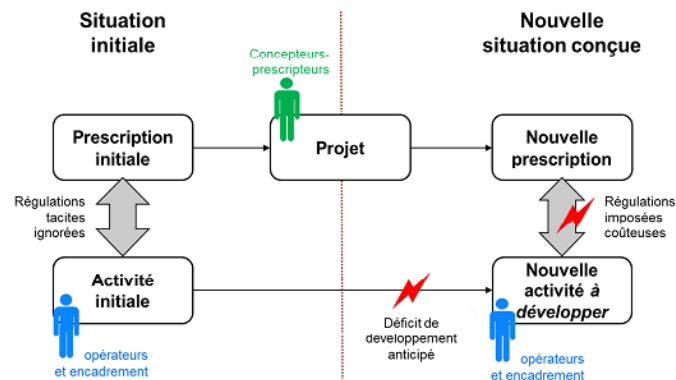 Situation
initiale
Nouvelle
situation conçue
Concepteurs-
prescripteurs
Prescription
initiale
Projet
Nouvelle
prescription
Régulations
tacites
ignorées
Régulations
imposées
coûteuses
Activité
initiale
Nouvelle
activité à
développer
Déficit de
developpement
anticipé
opérateurs
et encadrement
opérateurs
et encadrement